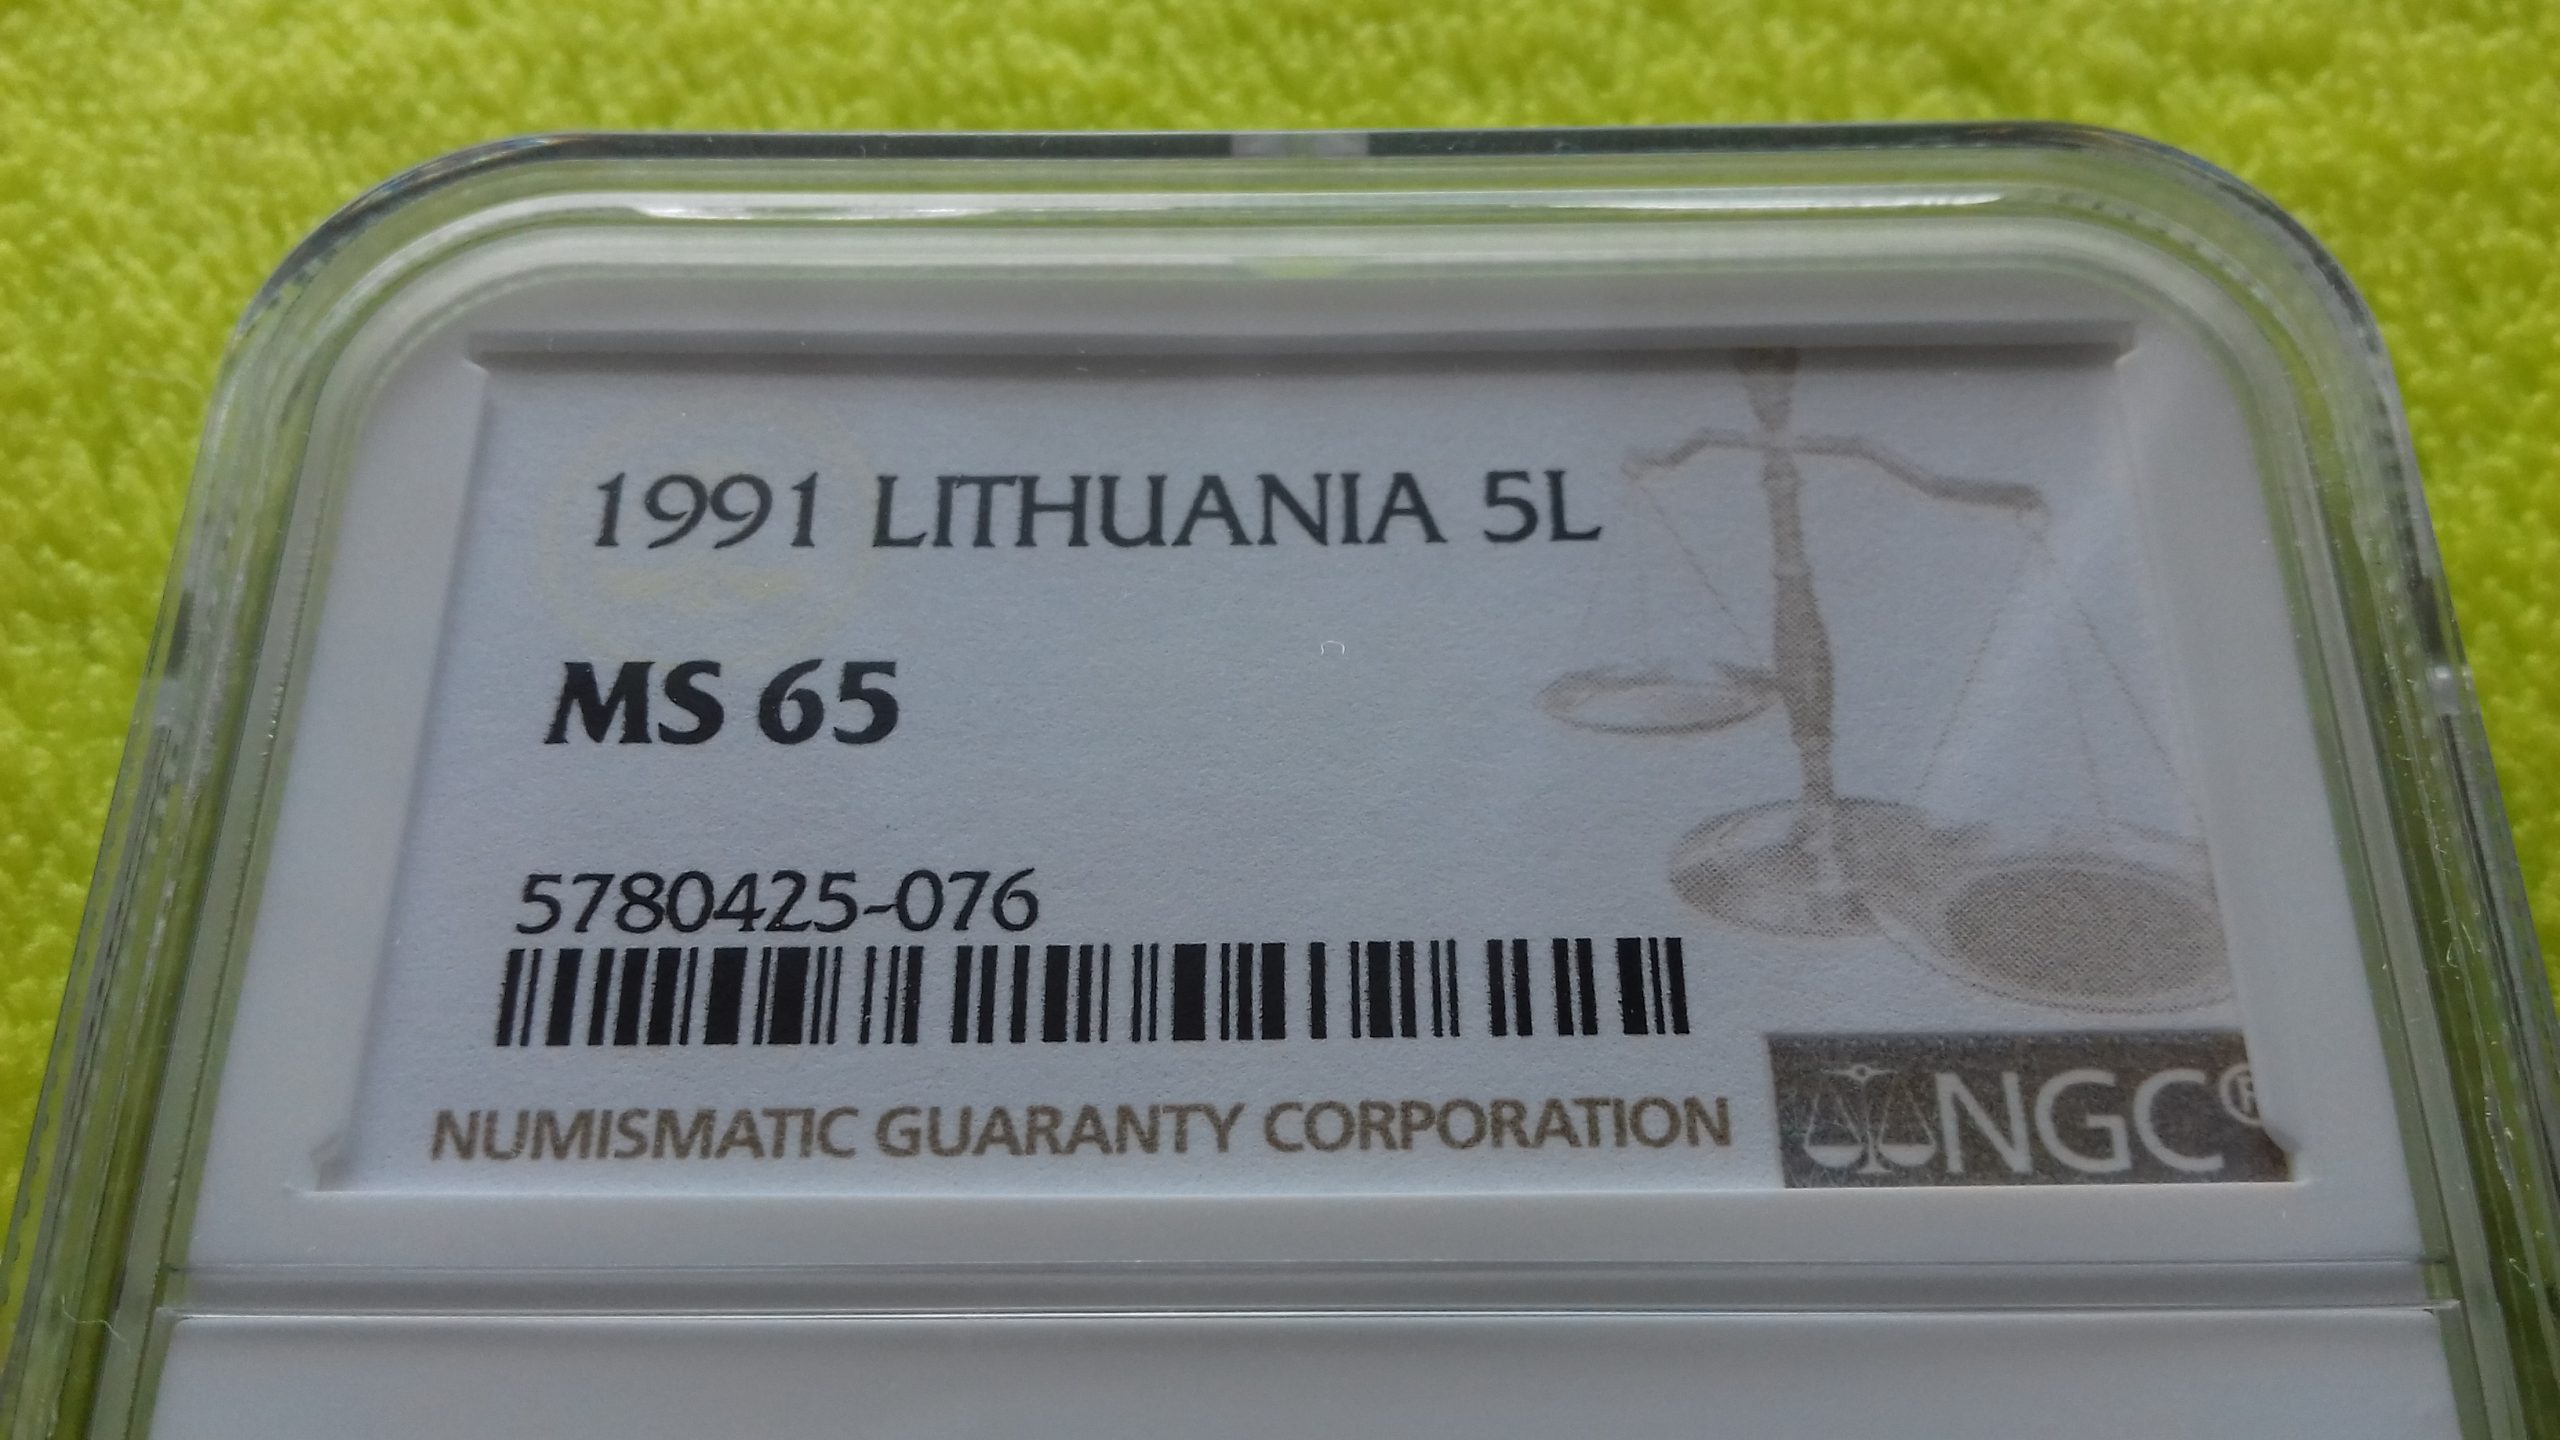 1991 LITHUANIA 5L
MS 65
5780425-076
NUMISMATIC GUARANTY CORPORATION
NGC®